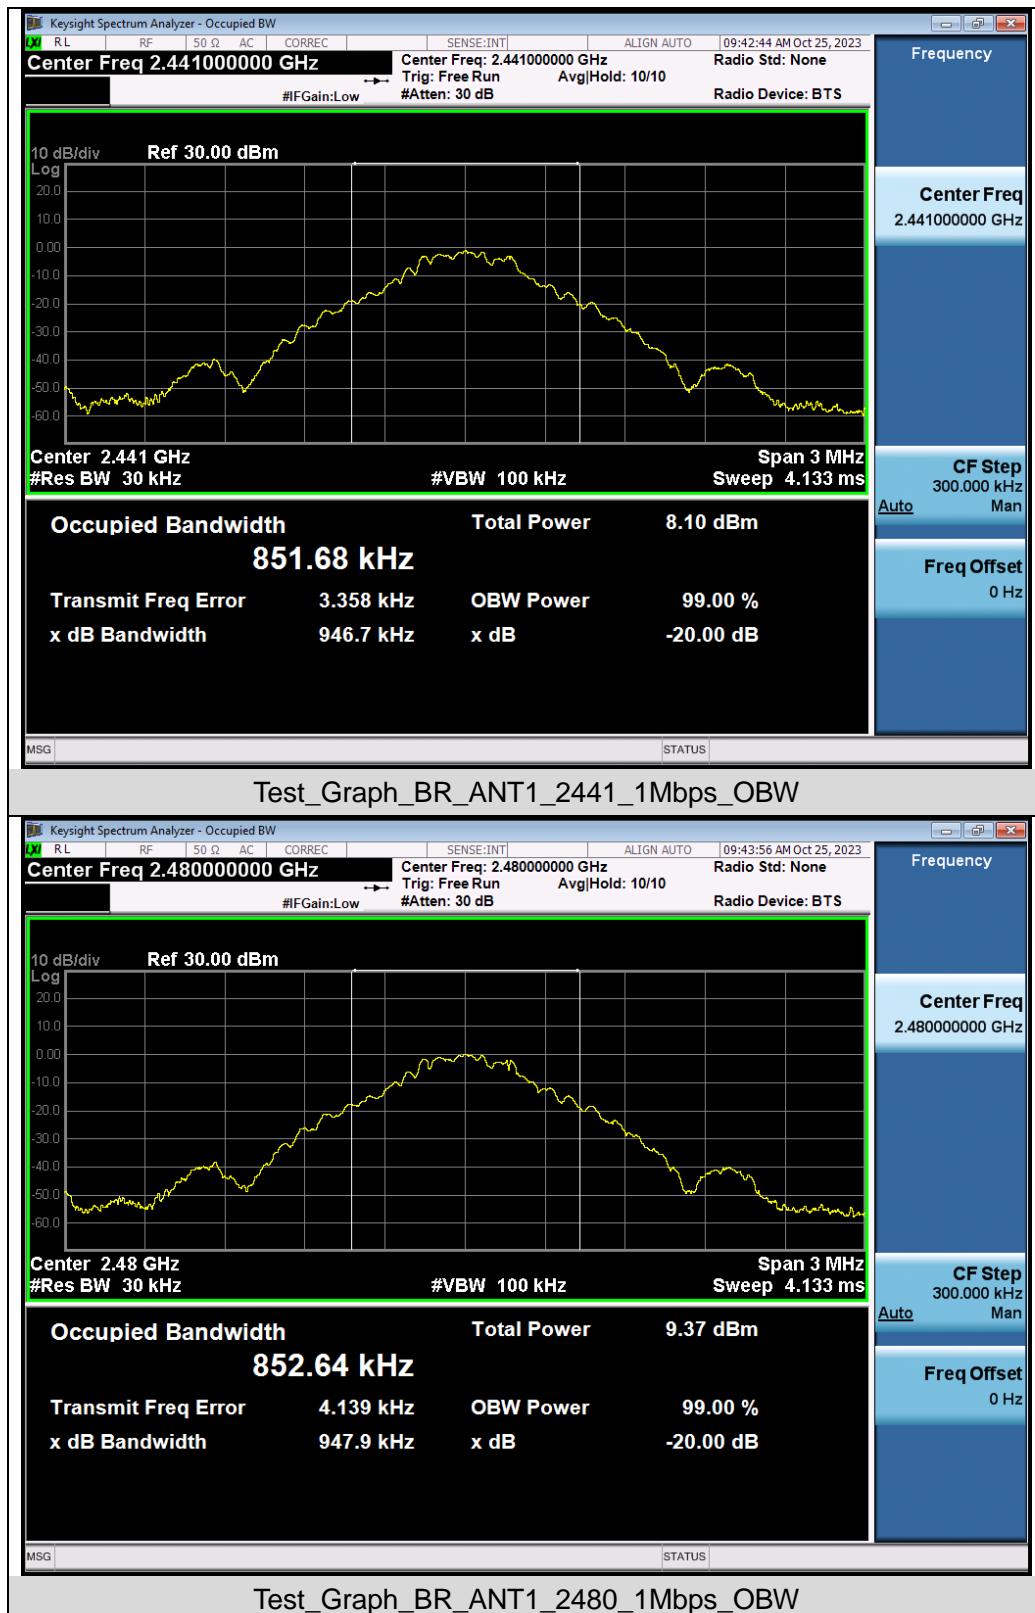 Keysight Spectrum Analyzer - Occupied BW
LXI RL RF 50 Ω AC CORREC SENSE:INT ALIGN AUTO 09:42:44 AM Oct 25, 2023
Center Freq 2.441000000 GHz Center Freq: 2.441000000 GHz Radio Std: None Frequency
Trig: Free Run Avg|Hold: 10/10
#IFGain:Low #Atten: 30 dB Radio Device: BTS
10 dB/div Ref 30.00 dBm
Log
20.0
Center Freq
2.441000000 GHz
10.0
0.00
-10.0
-20.0
-30.0
-40.0
-50.0
-60.0
Center 2.441 GHz Span 3 MHz
#Res BW 30 kHz #VBW 100 kHz Sweep 4.133 ms
CF Step
300.000 kHz
Auto Man
Occupied Bandwidth Total Power 8.10 dBm
851.68 kHz
Freq Offset
0 Hz
Transmit Freq Error 3.358 kHz OBW Power 99.00 %
x dB Bandwidth 946.7 kHz x dB -20.00 dB
MSG STATUS
Test_Graph_BR_ANT1_2441_1Mbps_OBW
Keysight Spectrum Analyzer - Occupied BW
LXI RL RF 50 Ω AC CORREC SENSE:INT ALIGN AUTO 09:43:56 AM Oct 25, 2023
Center Freq 2.480000000 GHz Center Freq: 2.480000000 GHz Radio Std: None Frequency
Trig: Free Run Avg|Hold: 10/10
#IFGain:Low #Atten: 30 dB Radio Device: BTS
10 dB/div Ref 30.00 dBm
Log
20.0
Center Freq
2.480000000 GHz
10.0
0.00
-10.0
-20.0
-30.0
-40.0
-50.0
-60.0
Center 2.48 GHz Span 3 MHz
#Res BW 30 kHz #VBW 100 kHz Sweep 4.133 ms
CF Step
300.000 kHz
Auto Man
Occupied Bandwidth Total Power 9.37 dBm
852.64 kHz
Freq Offset
0 Hz
Transmit Freq Error 4.139 kHz OBW Power 99.00 %
x dB Bandwidth 947.9 kHz x dB -20.00 dB
MSG STATUS
Test_Graph_BR_ANT1_2480_1Mbps_OBW